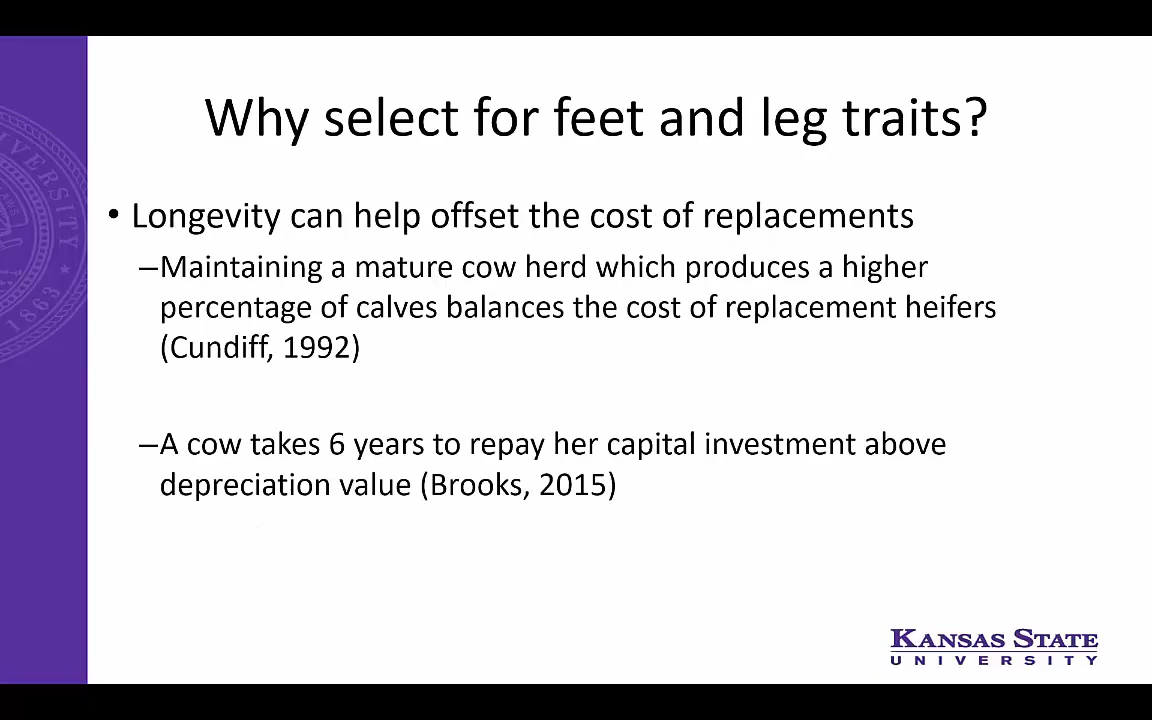 Why select for feet and leg traits?
• Longevity can help offset the cost of replacements
–Maintaining a mature cow herd which produces a higher
percentage of calves balances the cost of replacement heifers
(Cundiff, 1992)
–A cow takes 6 years to repay her capital investment above
depreciation value (Brooks, 2015)
KANSAS STATE
UNIVERSITY
1863